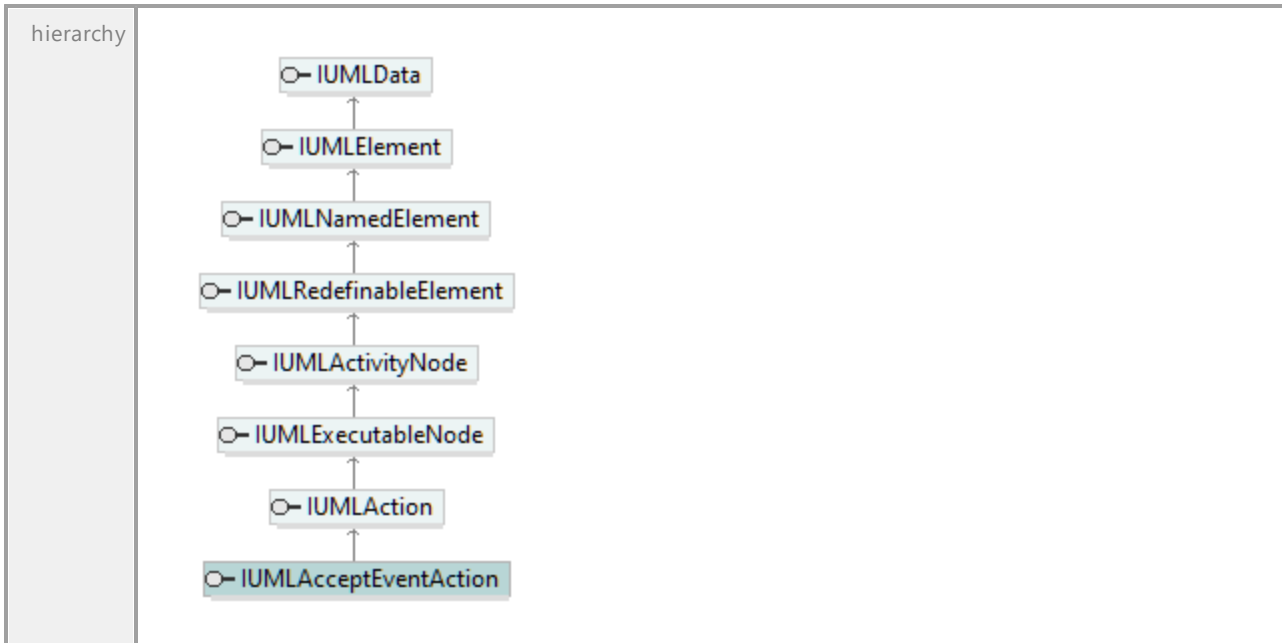 hierarchy
IUMLData
IUMLElement
IUMLNamedElement
IUMLRedefinableElement
IUMLActivityNode
IUMLExecutableNode
IUMLAction
IUMLAcceptEventAction